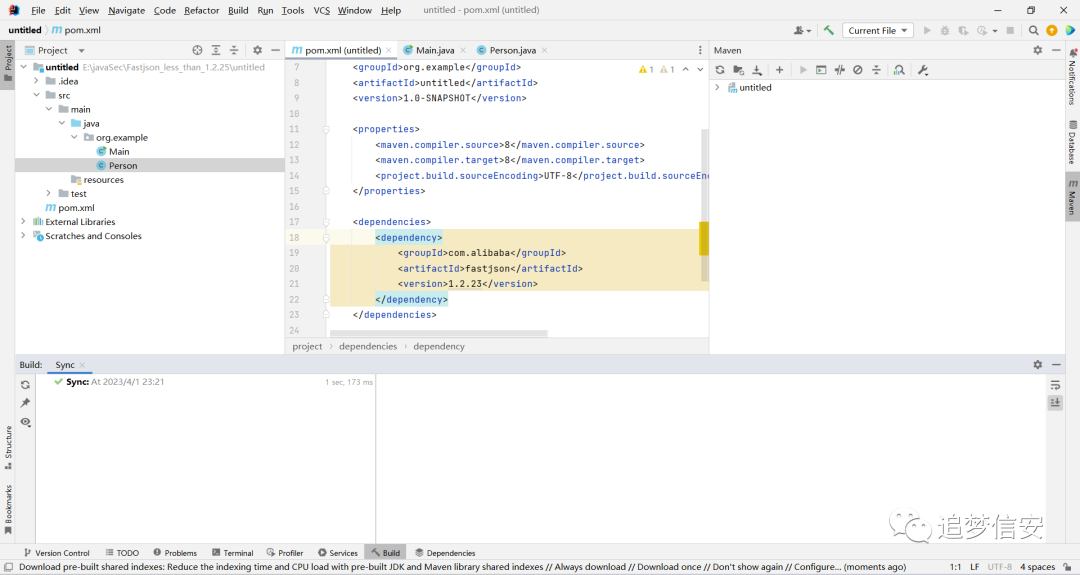 File Edit View Navigate Code Refactor Build Run Tools VCS Window Help untitled - pom.xml (untitled)
untitled pom.xml Current File
Project
pom.xml (untitled) Main.java Person.java
Maven
untitled E:\javaSec\Fastjson_less_than_1.2.25\untitled
.idea
src
main
java
org.example
Main
Person
resources
test
pom.xml
External Libraries
Scratches and Consoles
7 <groupId>org.example</groupId>
8 <artifactId>untitled</artifactId>
9 <version>1.0-SNAPSHOT</version>
10
11 <properties>
12 <maven.compiler.source>8</maven.compiler.source>
13 <maven.compiler.target>8</maven.compiler.target>
14 <project.build.sourceEncoding>UTF-8</project.build.sourceEn
15 </properties>
16
17 <dependencies>
18 <dependency>
19 <groupId>com.alibaba</groupId>
20 <artifactId>fastjson</artifactId>
21 <version>1.2.23</version>
22 </dependency>
23 </dependencies>
24
1 1
project dependencies dependency
untitled
Project
Structure
Bookmarks
Notifications
Database
Maven
Build: Sync
Sync: At 2023/4/1 23:21 1 sec, 173 ms
追梦信安
Version Control TODO Problems Terminal Profiler Services Build Dependencies
Download pre-built shared indexes: Reduce the indexing time and CPU load with pre-built JDK and Maven library shared indexes // Always download // Download once // Don't show again // Configure... (moments ago) 1:1 LF UTF-8 4 spaces